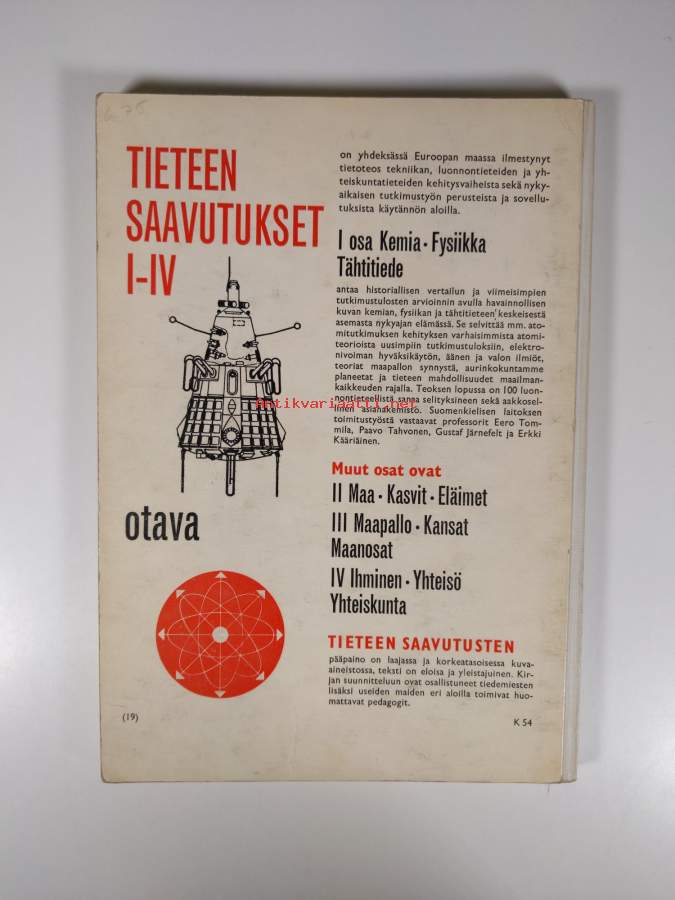 TIETEEN
SAAVUTUKSET
I-IV
otava
(19)
on yhdeksässä Euroopan maassa ilmestynyt
tietoteos tekniikan, luonnontieteiden ja yh-
teiskuntatieteiden kehitysvaiheista sekä nyky-
aikaisen tutkimustyön perusteista ja sovellu-
tuksista käytännön aloilla.
I osa Kemia · Fysiikka
Tähtitiede
antaa historiallisen vertailun ja viimeisimpien
tutkimustulosten arvioinnin avulla havainnollisen
kuvan kemian, fysiikan ja tähtitieteen keskeisestä
asemasta nykyajan elämässä. Se selvittää mm. ato-
mitutkimuksen kehityksen varhaisimmista atomi-
teorioista uusimpiin tutkimustuloksiin, elektro-
nivoiman hyväksikäytön, äänen ja valon ilmiöt,
teoriat maapallon synnystä, aurinkokuntamme
planeetat ja tieteen mahdollisuudet maailman-
kaikkeuden rajalla. Teoksen lopussa on 100 luon-
nontieteellistä sanaa selityksineen sekä aakkosel-
linen asiahakemisto. Suomenkielisen laitoksen
toimitustyöstä vastaavat professorit Eero Tom-
mila, Paavo Tahvonen, Gustaf Järnefelt ja Erkki
Kääriäinen.
antikvariaatti.net
Muut osat ovat
II Maa · Kasvit · Eläimet
III Maapallo · Kansat
Maanosat
IV Ihminen · Yhteisö
Yhteiskunta
TIETEEN SAAVUTUSTEN
pääpaino on laajassa ja korkeatasoisessa kuva-
aineistossa, teksti on eloisa ja yleistajuinen. Kir-
jan suunnitteluun ovat osallistuneet tiedemiesten
lisäksi useiden maiden eri aloilla toimivat huo-
mattavat pedagogit.
K 54